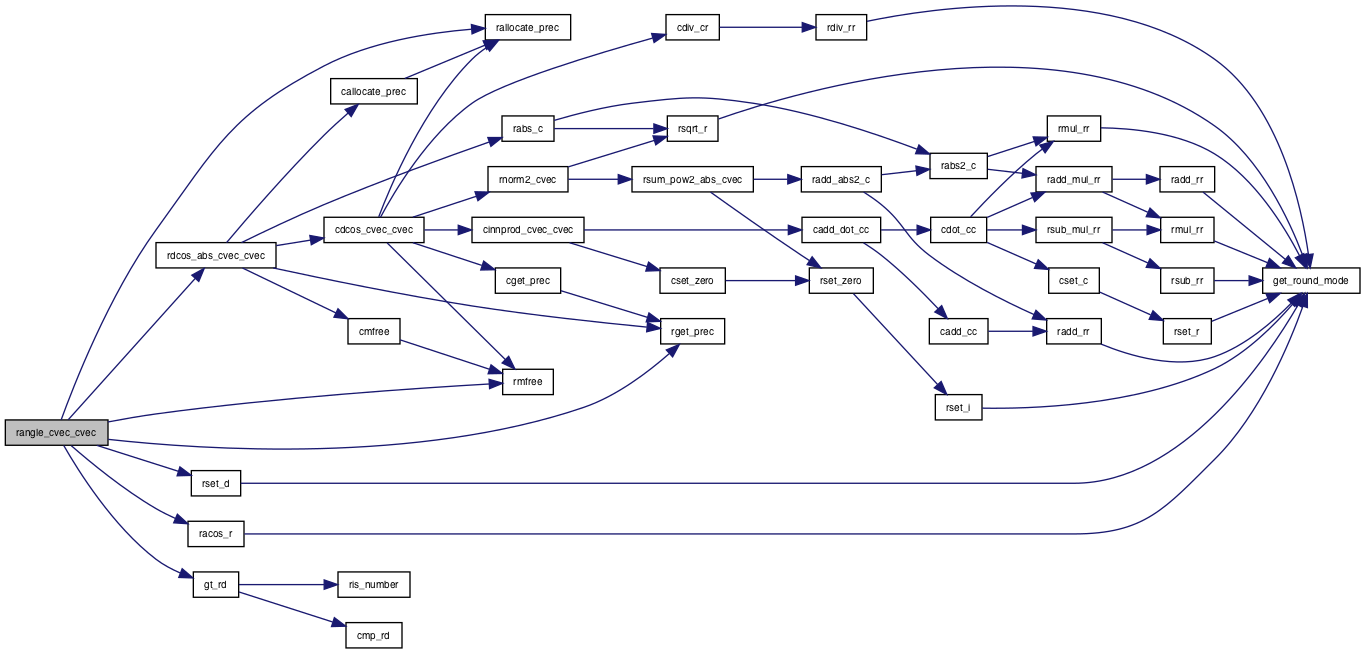 rallocate_prec
cdiv_cr
rdiv_rr
callocate_prec
rabs_c
rsqrt_r
rmul_rr
rabs2_c
rnorm2_cvec
rsum_pow2_abs_cvec
radd_abs2_c
radd_mul_rr
radd_rr
cdcos_cvec_cvec
cinnprod_cvec_cvec
cadd_dot_cc
cdot_cc
rsub_mul_rr
rmul_rr
rdcos_abs_cvec_cvec
cget_prec
cset_zero
rset_zero
cset_c
rsub_rr
get_round_mode
cmfree
rget_prec
cadd_cc
radd_rr
rset_r
rmfree
rset_i
rangle_cvec_cvec
rset_d
racos_r
gt_rd
ris_number
cmp_rd